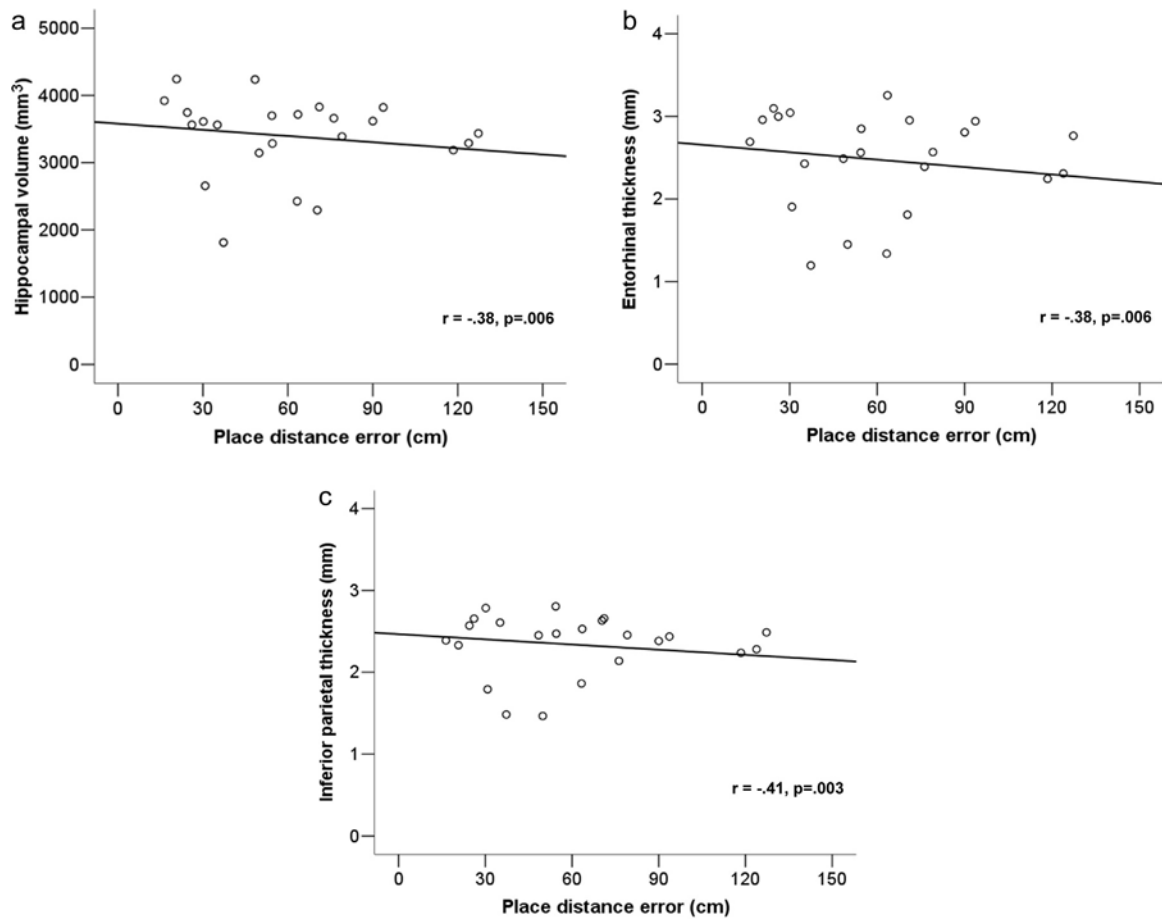 a
Hippocampal volume (mm³)
5000
4000
3000
2000
1000
0
r = -.38, p=.006
0 30 60 90 120 150
Place distance error (cm)
b
Entorhinal thickness (mm)
4
3
2
1
0
r = -.38, p=.006
0 30 60 90 120 150
Place distance error (cm)
c
Inferior parietal thickness (mm)
4
3
2
1
0
r = -.41, p=.003
0 30 60 90 120 150
Place distance error (cm)